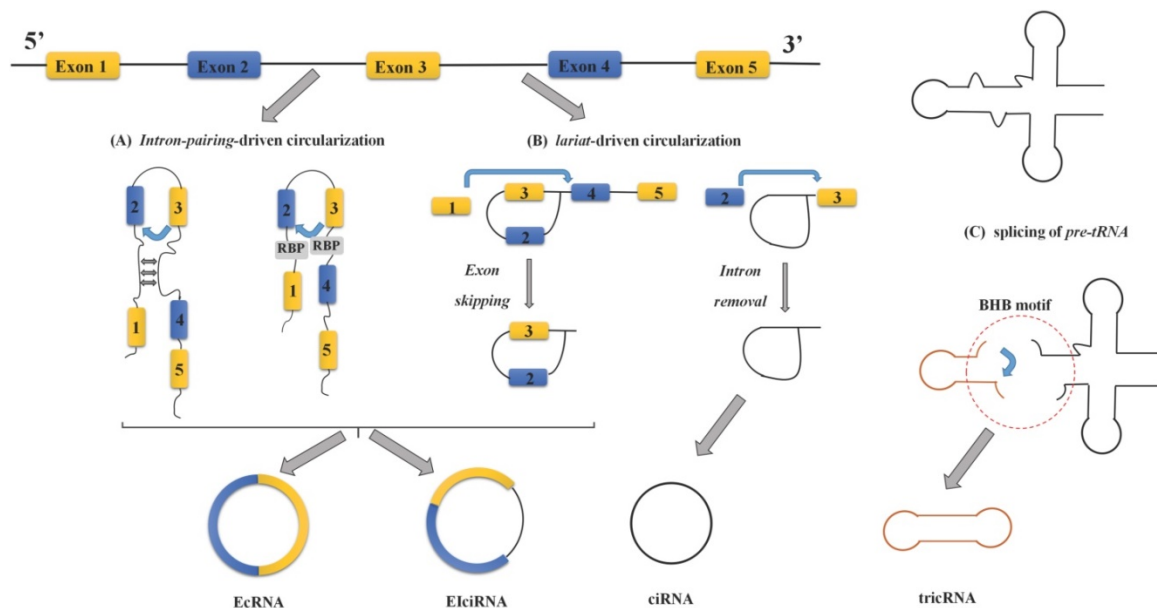 5’
3’
Exon 1
Exon 2
Exon 3
Exon 4
Exon 5
(A) Intron-pairing-driven circularization
(B) lariat-driven circularization
2
3
1
4
5
2
3
RBP
RBP
1
4
5
1
3
4
5
2
Exon
skipping
3
2
2
3
Intron
removal
(C) splicing of pre-tRNA
BHB motif
EcRNA
EIciRNA
ciRNA
tricRNA